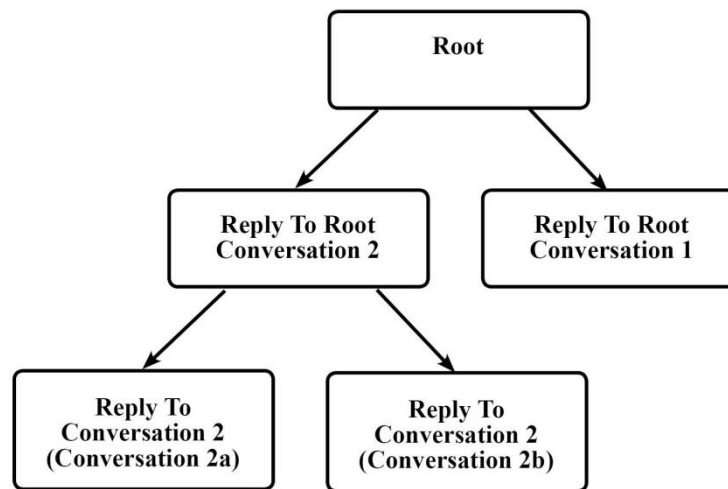 Root
Reply To Root
Conversation 2
Reply To Root
Conversation 1
Reply To
Conversation 2
(Conversation 2a)
Reply To
Conversation 2
(Conversation 2b)